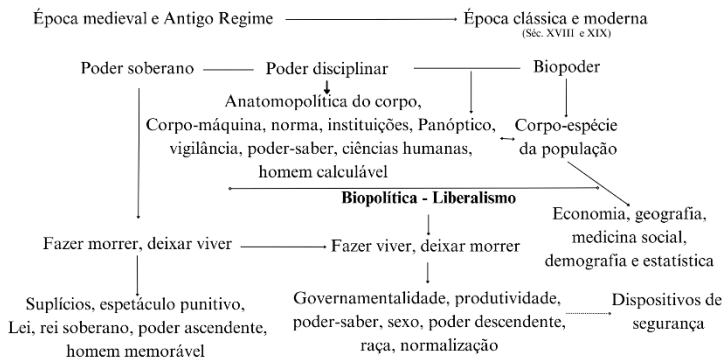 Época medieval e Antigo Regime
Época clássica e moderna
(Séc. XVIII e XIX)
Poder soberano
Poder disciplinar
Biopoder
Anatomopolítica do corpo,
Corpo-máquina, norma, instituições, Panóptico,
vigilância, poder-saber, ciências humanas,
homem calculável
Corpo-espécie
da população
Biopolítica - Liberalismo
Economia, geografia,
medicina social,
demografia e estatística
Fazer morrer, deixar viver
Fazer viver, deixar morrer
Suplícios, espetáculo punitivo,
Lei, rei soberano, poder ascendente,
homem memorável
Governamentalidade, produtividade,
poder-saber, sexo, poder descendente,
raça, normalização
Dispositivos de
segurança